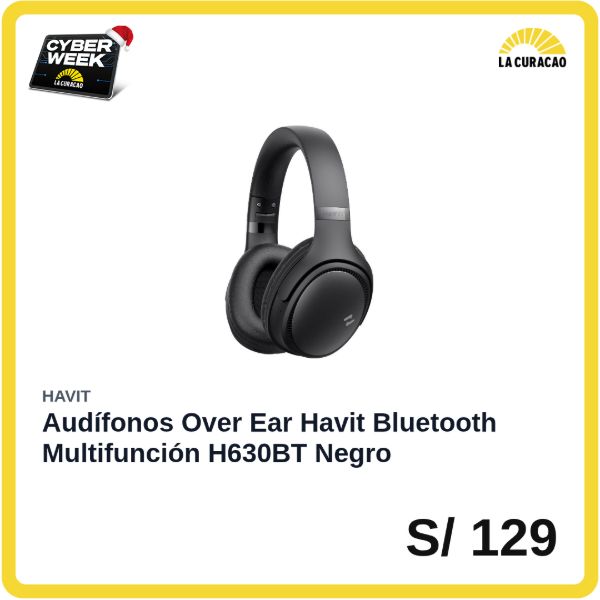 CYBER
WEEK
LA CURACAO
LA CURACAO
HAVIT
Audífonos Over Ear Havit Bluetooth
Multifunción H630BT Negro
S/ 129